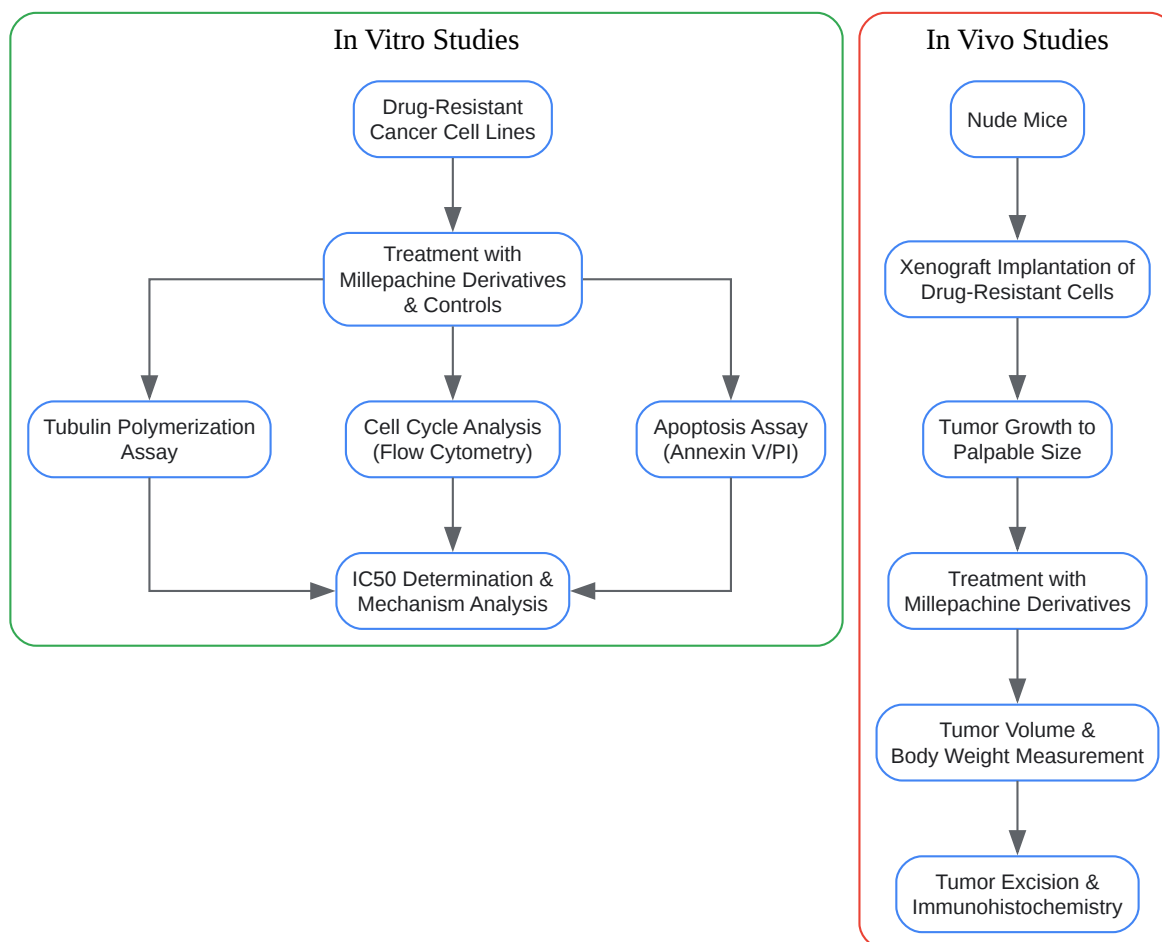 In Vitro Studies
Drug-Resistant
Cancer Cell Lines
Treatment with
Millepachine Derivatives
& Controls
Tubulin Polymerization
Assay
Cell Cycle Analysis
(Flow Cytometry)
Apoptosis Assay
(Annexin V/PI)
IC50 Determination &
Mechanism Analysis
In Vivo Studies
Nude Mice
Xenograft Implantation of
Drug-Resistant Cells
Tumor Growth to
Palpable Size
Treatment with
Millepachine Derivatives
Tumor Volume &
Body Weight Measurement
Tumor Excision &
Immunohistochemistry